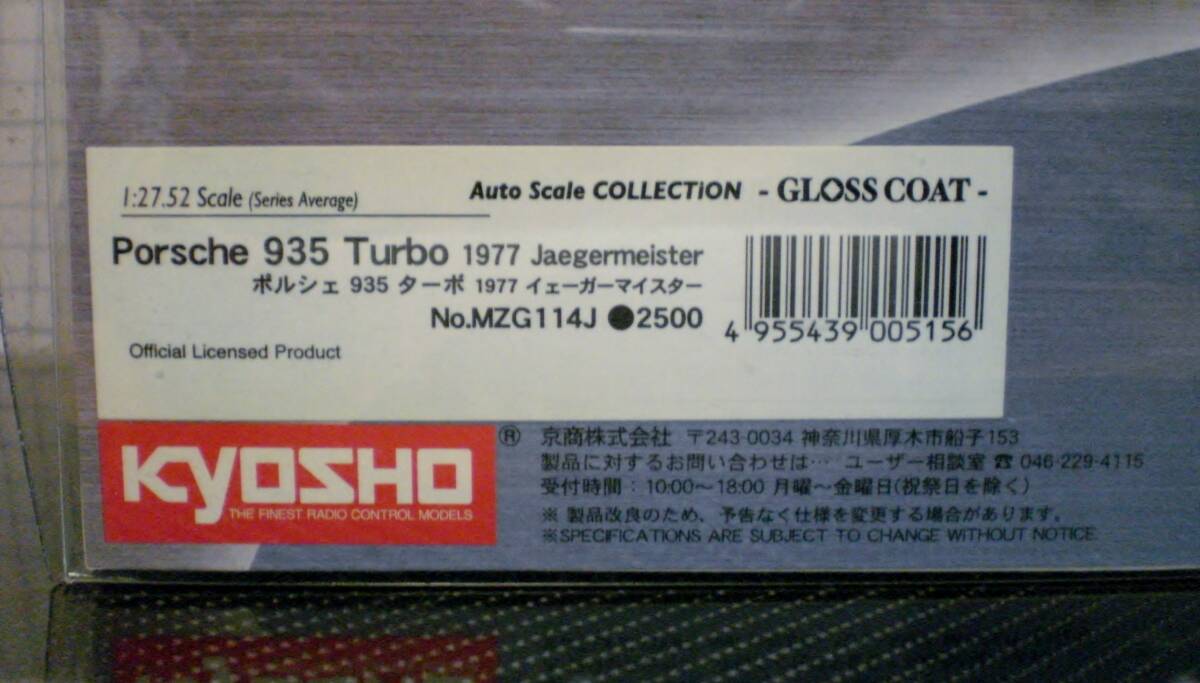 1:27.52 Scale (Series Average)
Auto Scale COLLECTiON - GLOSS COAT -
Porsche 935 Turbo 1977 Jaegermeister
ポルシェ 935 ターボ 1977 イェーガーマイスター
No.MZG114J ●2500
4 955439 005156
Official Licensed Product
KYOSHO ®
THE FINEST RADIO CONTROL MODELS
京商株式会社 〒243-0034 神奈川県厚木市船子153
製品に対するお問い合わせは… ユーザー相談室 ☎ 046-229-4115
受付時間：10:00〜18:00 月曜〜金曜日(祝祭日を除く)
※ 製品改良のため、予告なく仕様を変更する場合があります。
※SPECIFICATIONS ARE SUBJECT TO CHANGE WITHOUT NOTICE.